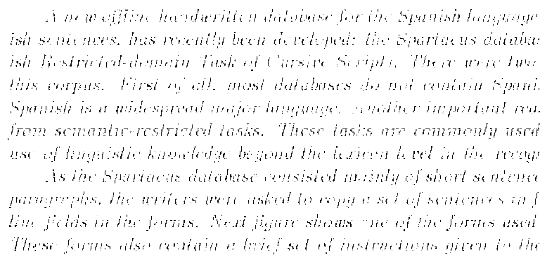 A new offline handwritten database for the Spanish language
ish sentences, has recently been developed: the Spartacus databa
ish Restricted-domain Task of Cursive Script). There were two
this corpus. First of all, most databases do not contain Spani
Spanish is a widespread major language. Another important rea
from semantic-restricted tasks. These tasks are commonly used
use of linguistic knowledge beyond the lexicon level in the recogn
As the Spartacus database consisted mainly of short sentence
paragraphs, the writers were asked to copy a set of sentences in f
line fields in the forms. Next figure shows one of the forms used
These forms also contain a brief set of instructions given to the